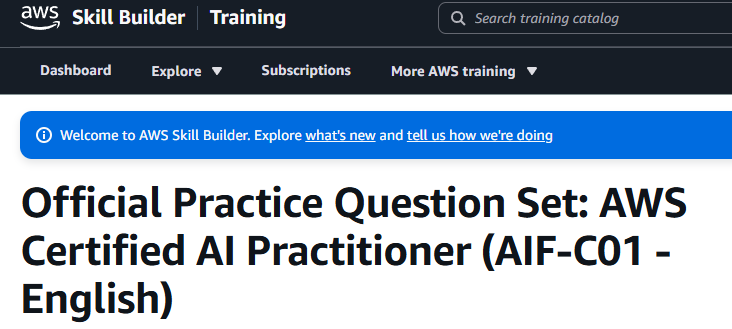 aws Skill Builder Training Search training catalog
Dashboard Explore Subscriptions More AWS training
Welcome to AWS Skill Builder. Explore what's new and tell us how we're doing
Official Practice Question Set: AWS
Certified AI Practitioner (AIF-C01 -
English)